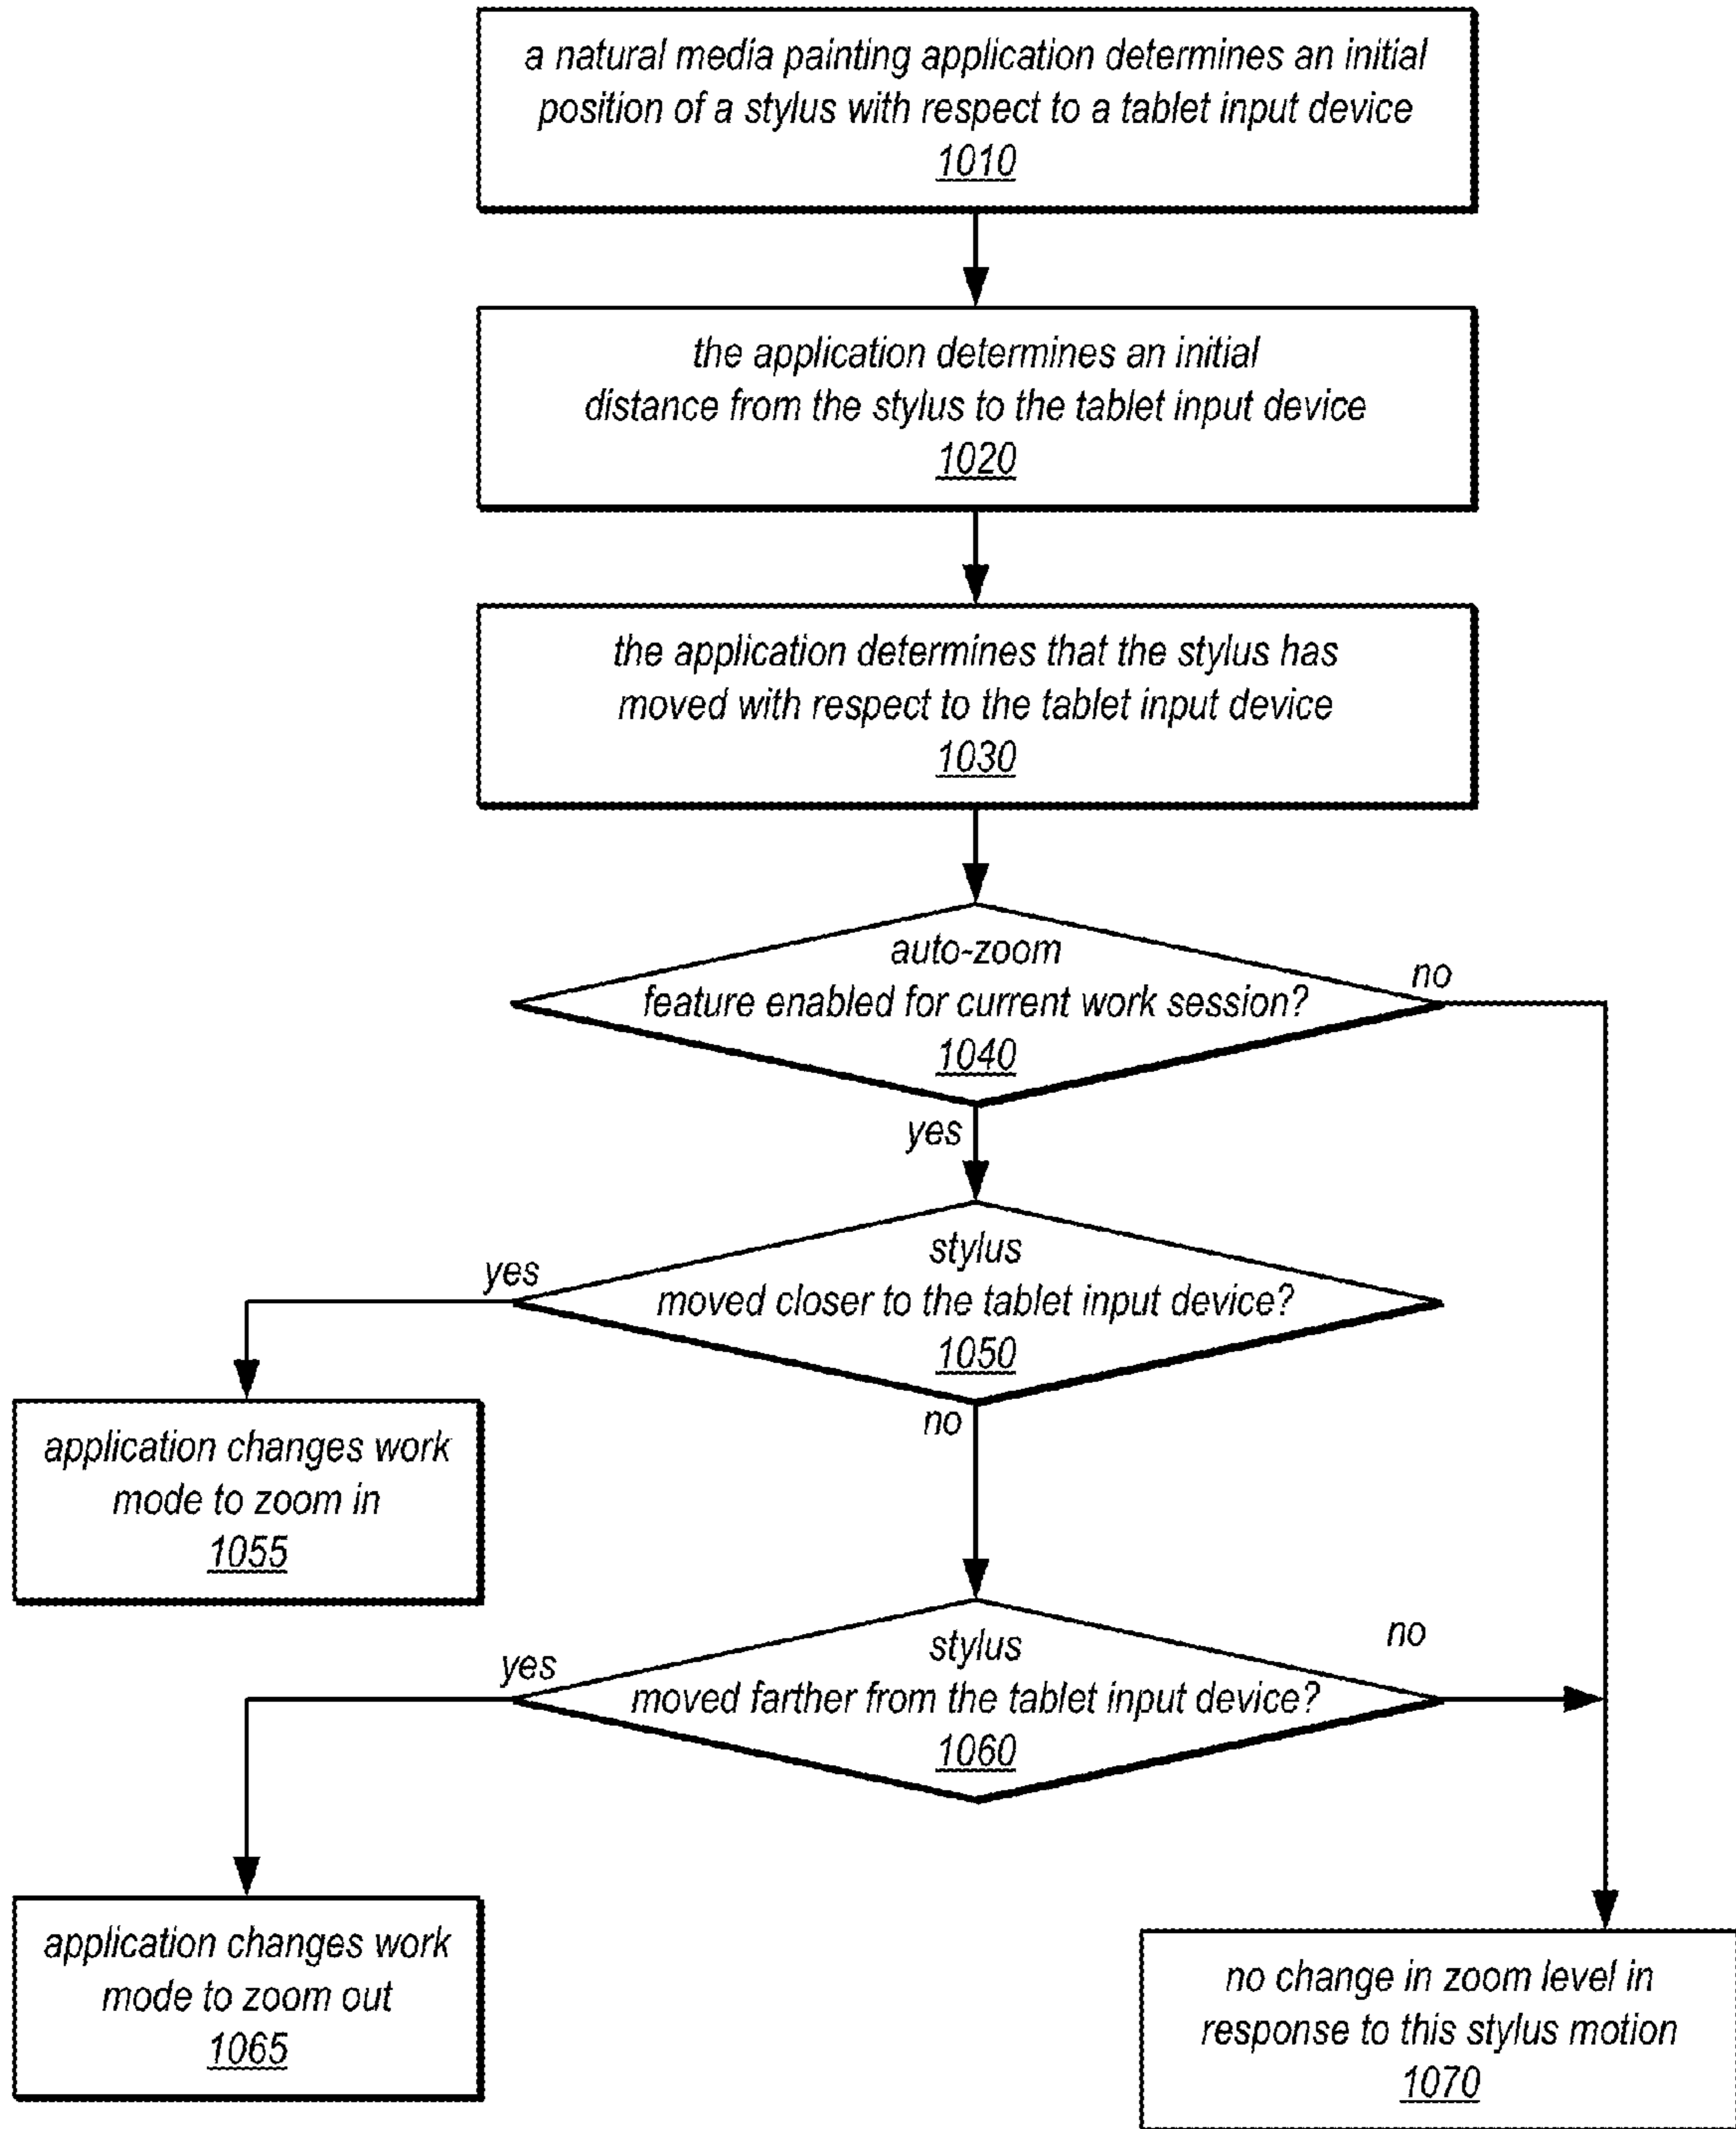 a natural media painting application determines an initial
position of a stylus with respect to a tablet input device
1010
the application determines an initial
distance from the stylus to the tablet input device
1020
the application determines that the stylus has
moved with respect to the tablet input device
1030
auto-zoom
feature enabled for current work session?
1040
no
yes
stylus
moved closer to the tablet input device?
1050
yes
no
application changes work
mode to zoom in
1055
stylus
moved farther from the tablet input device?
1060
yes
no
application changes work
mode to zoom out
1065
no change in zoom level in
response to this stylus motion
1070